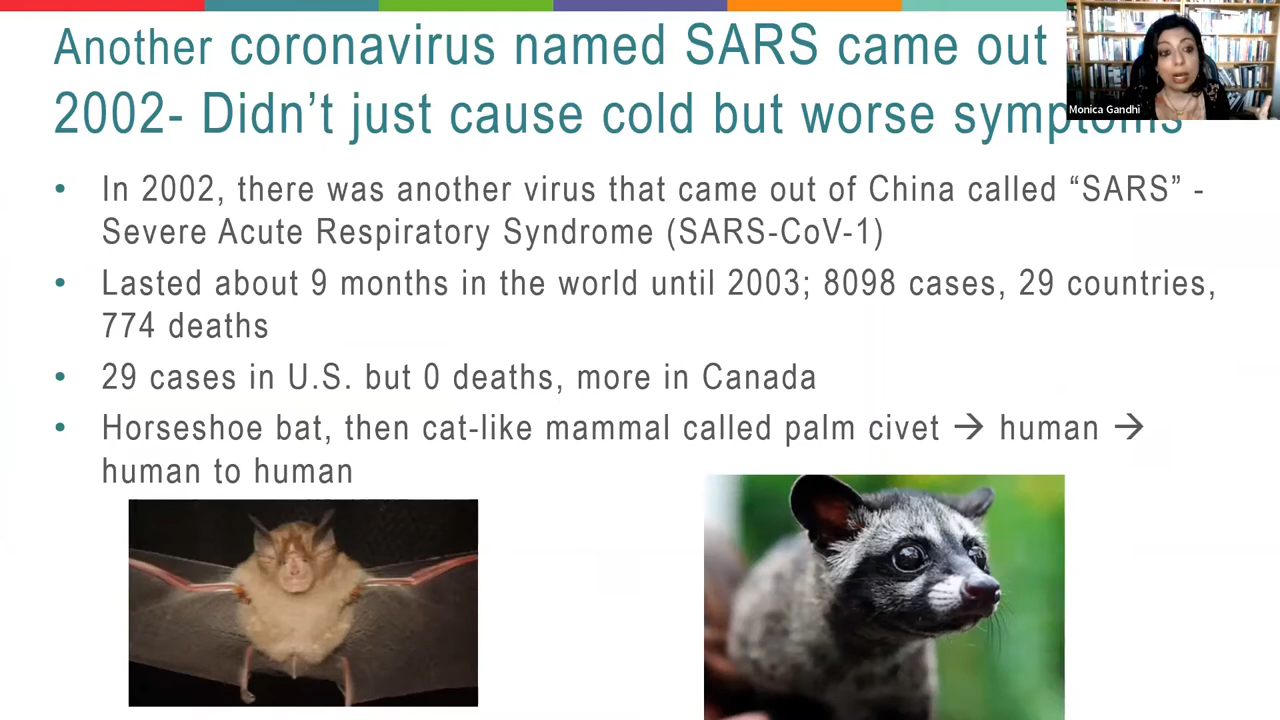 Another coronavirus named SARS came out
2002- Didn’t just cause cold but worse symptoms
Monica Gandhi
• In 2002, there was another virus that came out of China called “SARS” -
Severe Acute Respiratory Syndrome (SARS-CoV-1)
• Lasted about 9 months in the world until 2003; 8098 cases, 29 countries,
774 deaths
• 29 cases in U.S. but 0 deaths, more in Canada
• Horseshoe bat, then cat-like mammal called palm civet → human →
human to human